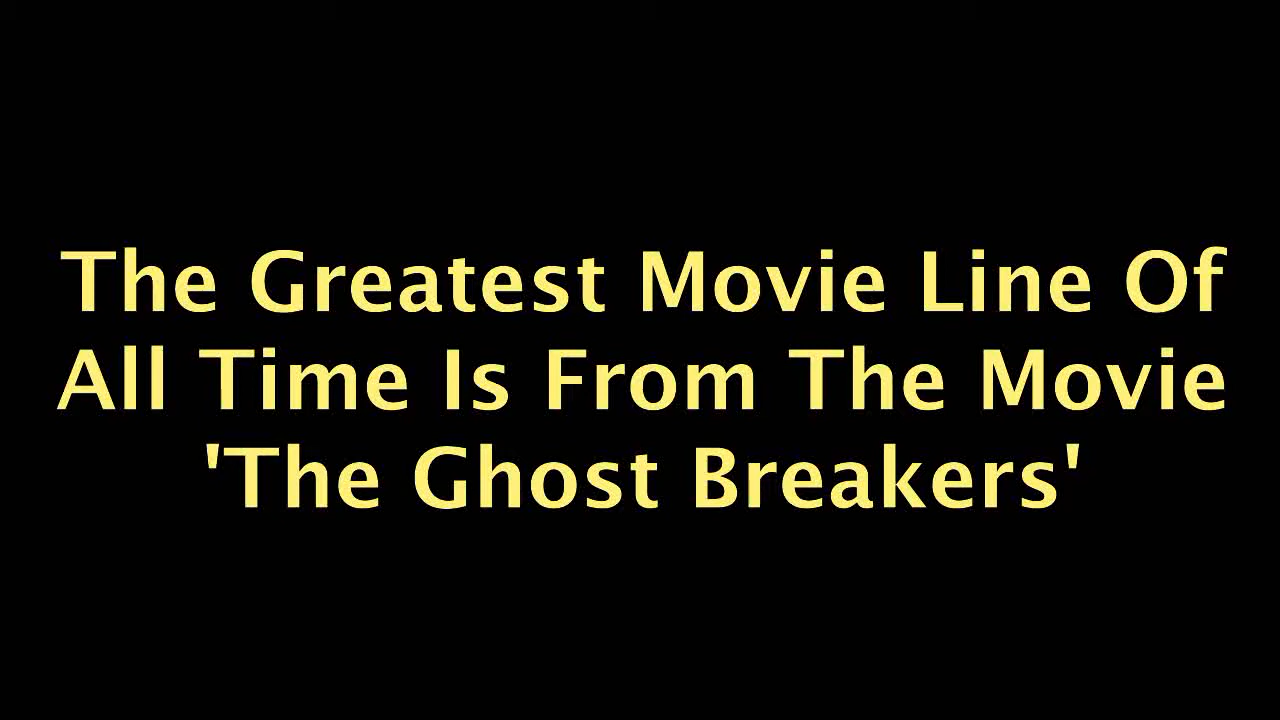 The Greatest Movie Line Of
All Time Is From The Movie
'The Ghost Breakers'